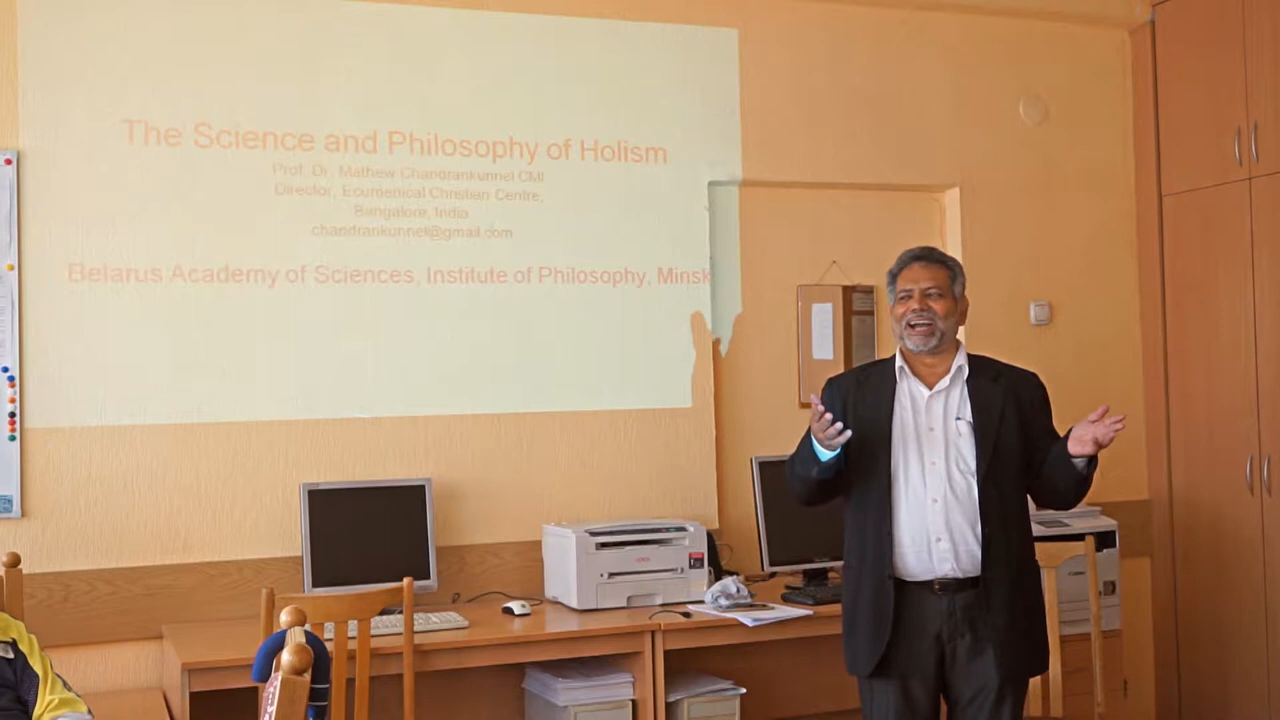 The Science and Philosophy of Holism
Prof. Dr. Mathew Chandrankunnel CMI
Director, Ecumenical Christian Centre,
Bangalore, India
chandrankunnel@gmail.com
Belarus Academy of Sciences, Institute of Philosophy, Minsk
Canon